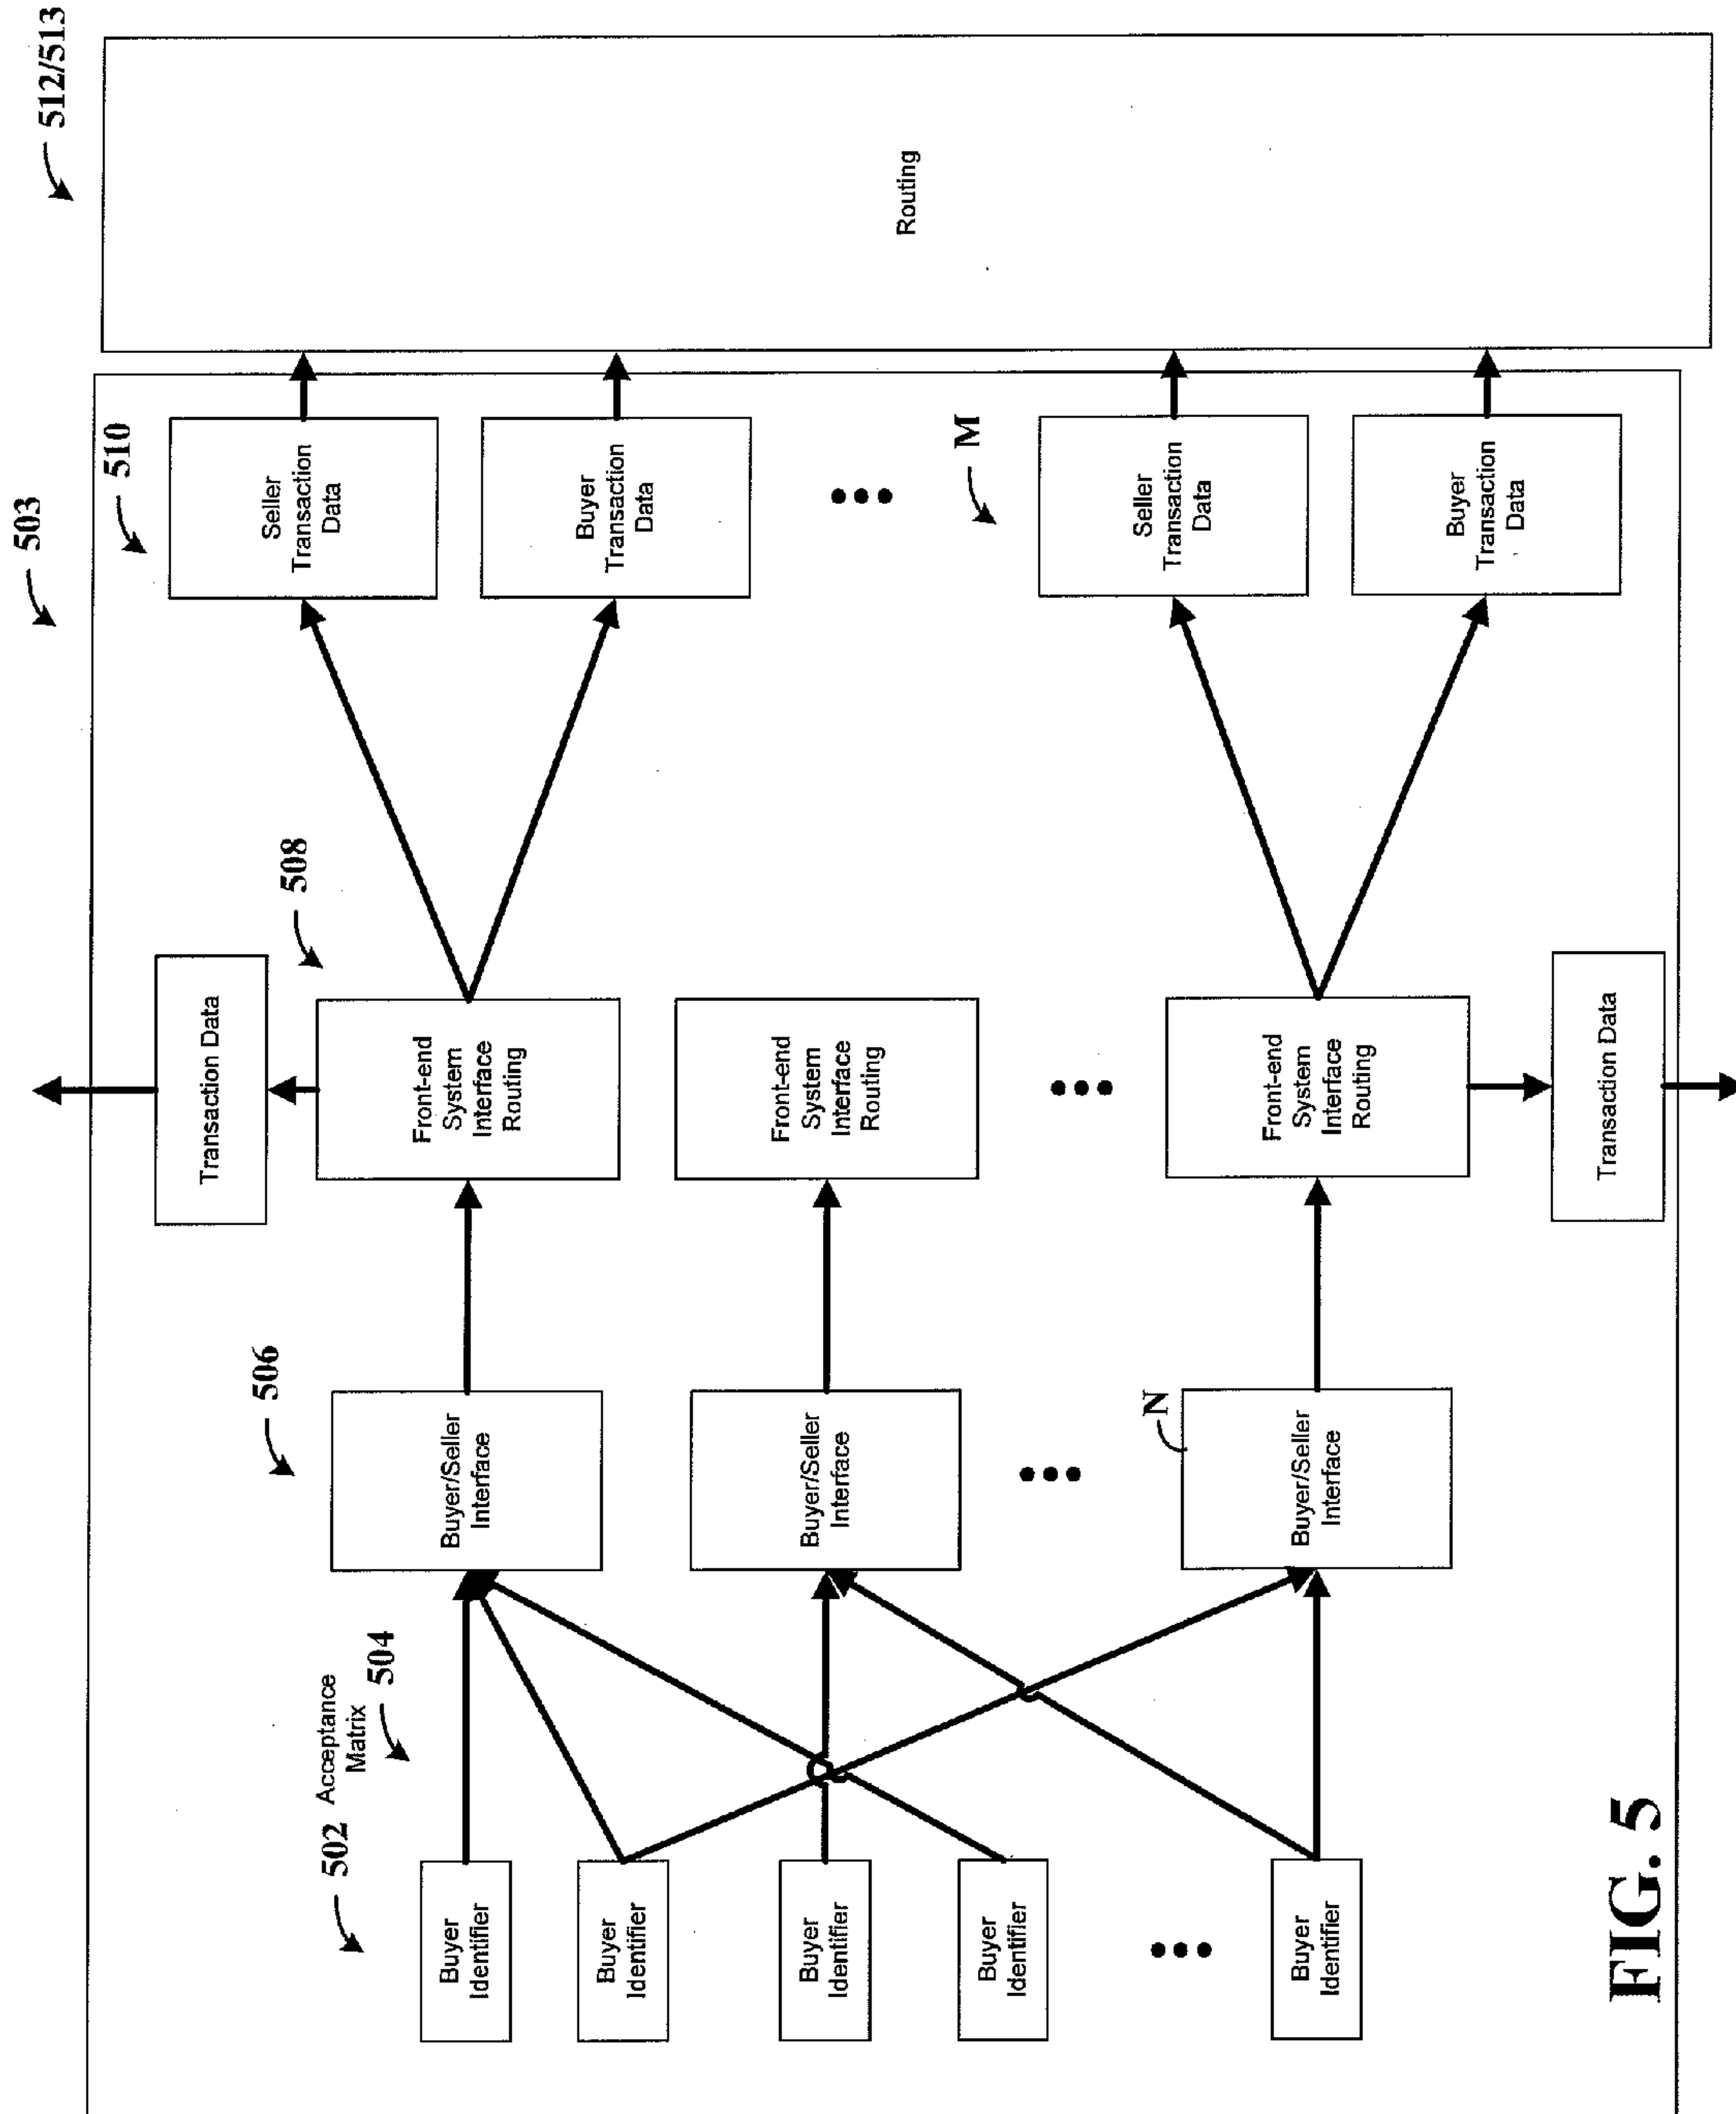 503
512/513
510
Seller
Transaction
Data
Buyer
Transaction
Data
M
Seller
Transaction
Data
Buyer
Transaction
Data
Routing
508
Transaction Data
Front-end
System
Interface
Routing
Front-end
System
Interface
Routing
Front-end
System
Interface
Routing
Transaction Data
506
Buyer/Seller
Interface
Buyer/Seller
Interface
N
Buyer/Seller
Interface
502
Acceptance
Matrix
504
Buyer
Identifier
Buyer
Identifier
Buyer
Identifier
Buyer
Identifier
Buyer
Identifier
FIG. 5